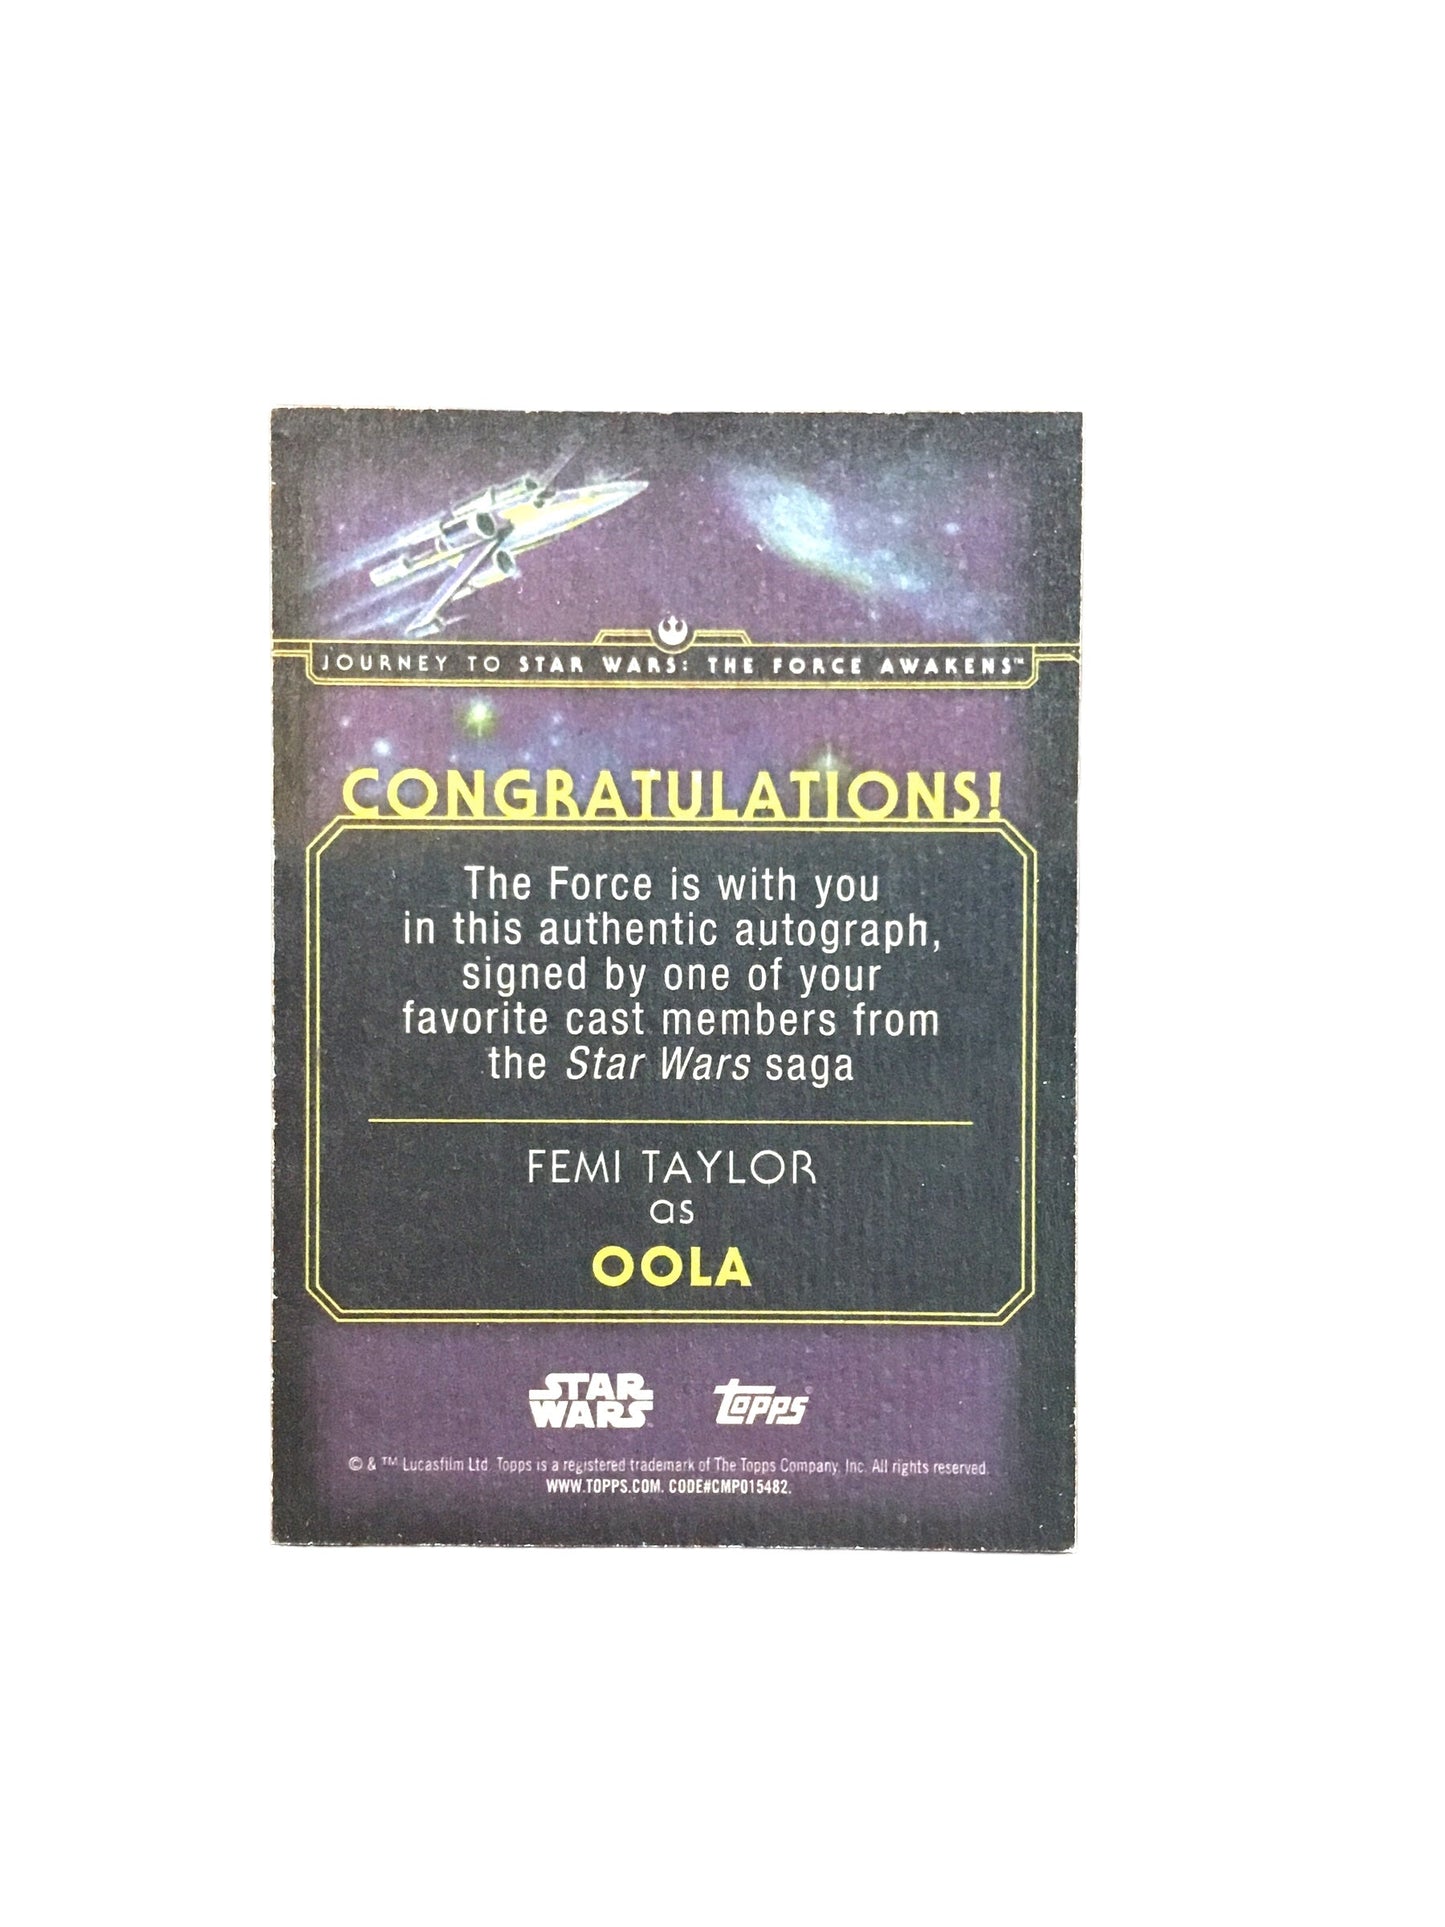 JOURNEY TO STAR WARS: THE FORCE AWAKENS™
CONGRATULATIONS!
The Force is with you
in this authentic autograph,
signed by one of your
favorite cast members from
the Star Wars saga
FEMI TAYLOR
as
OOLA
STAR
WARS
Topps®
© & ™ Lucasfilm Ltd. Topps is a registered trademark of The Topps Company, Inc. All rights reserved.
WWW.TOPPS.COM. CODE#CMP015482.